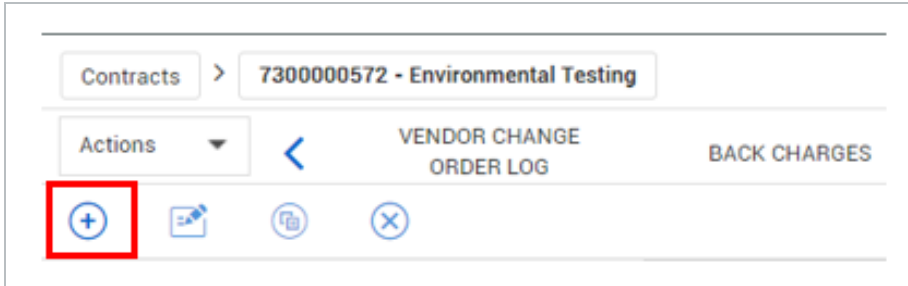 Contracts > 7300000572 - Environmental Testing
Actions
VENDOR CHANGE
ORDER LOG
BACK CHARGES